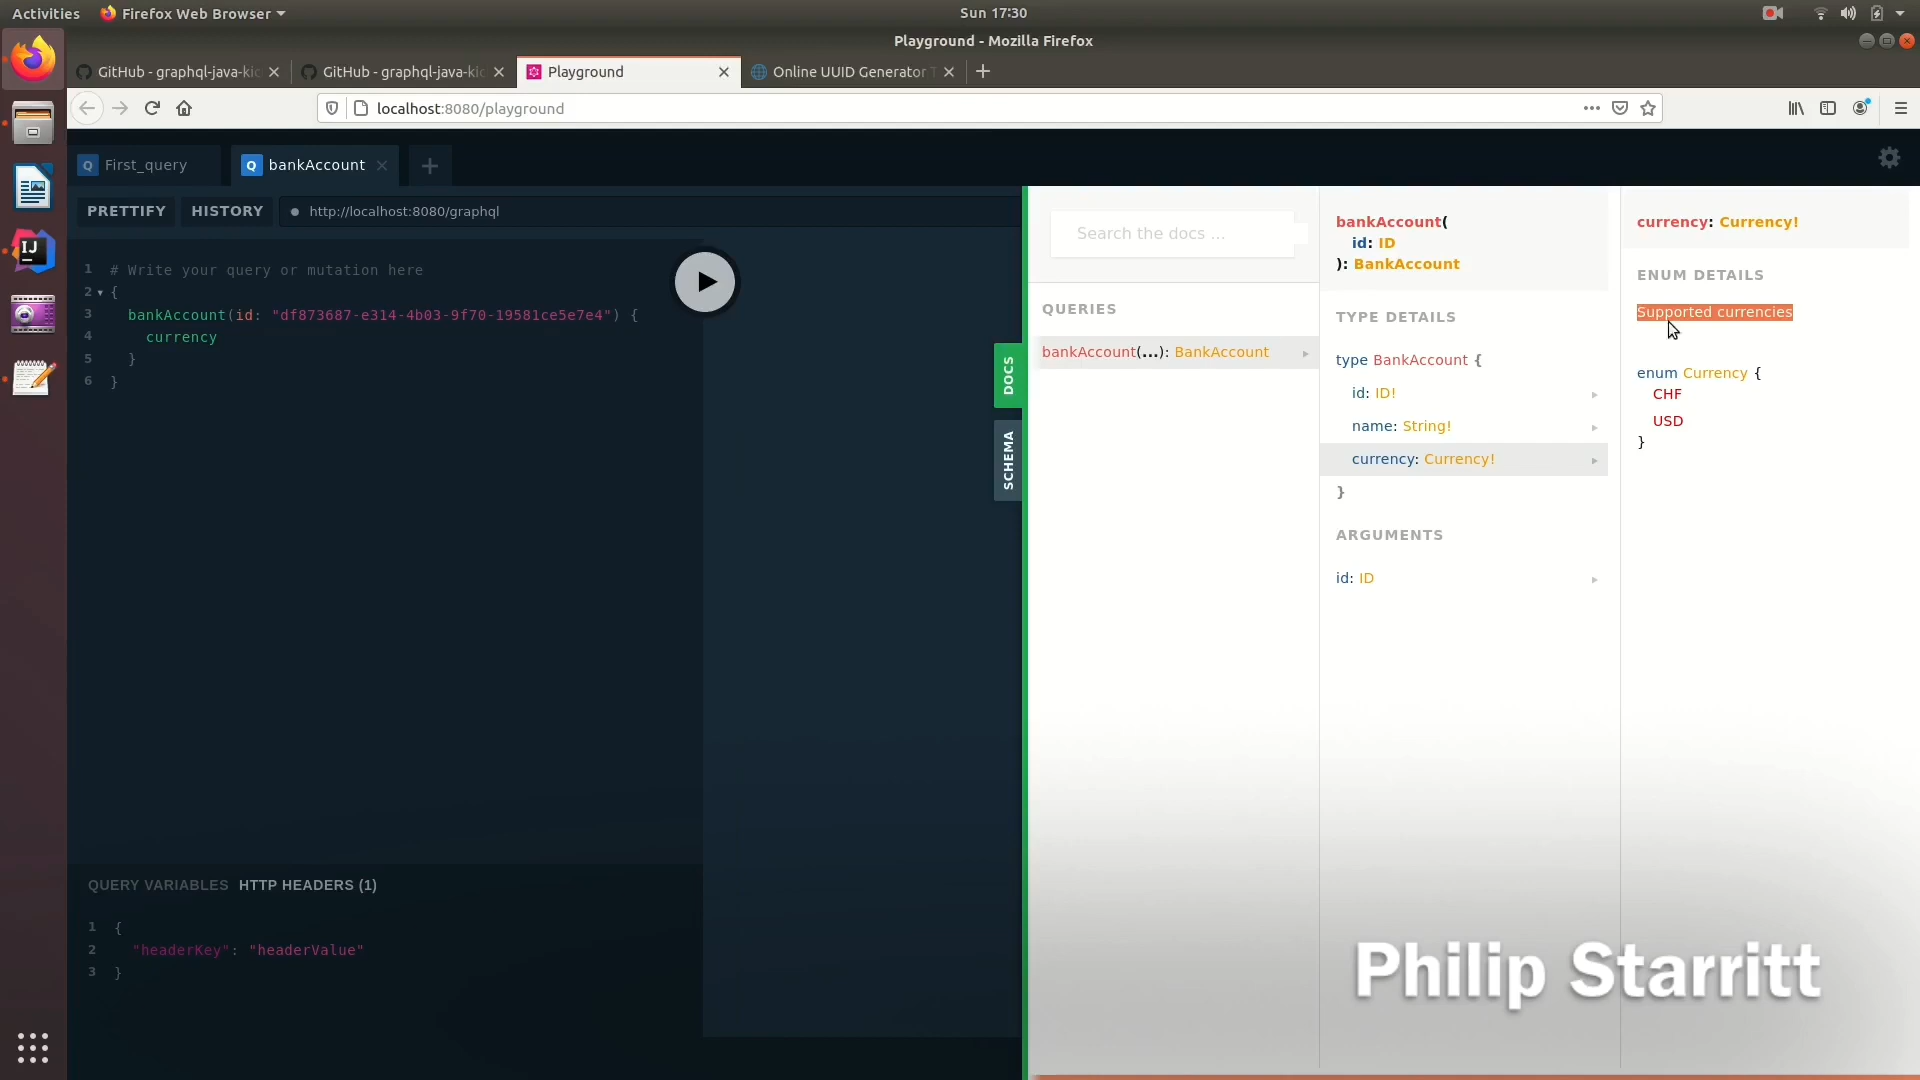 Activities Firefox Web Browser Sun 17:30
Playground - Mozilla Firefox
GitHub - graphql-java-kic GitHub - graphql-java-kic Playground Online UUID Generator T
localhost:8080/playground
Q First_query Q bankAccount
PRETTIFY HISTORY http://localhost:8080/graphql
1 # Write your query or mutation here
2 {
3 bankAccount(id: "df873687-e314-4b03-9f70-19581ce5e7e4") {
4 currency
5 }
6 }
QUERY VARIABLES HTTP HEADERS (1)
1 {
2 "headerKey": "headerValue"
3 }
DOCS
SCHEMA
Search the docs ...
QUERIES
bankAccount(...): BankAccount
bankAccount(
id: ID
): BankAccount
TYPE DETAILS
type BankAccount {
id: ID!
name: String!
currency: Currency!
}
ARGUMENTS
id: ID
currency: Currency!
ENUM DETAILS
Supported currencies
enum Currency {
CHF
USD
}
Philip Starritt
IJ